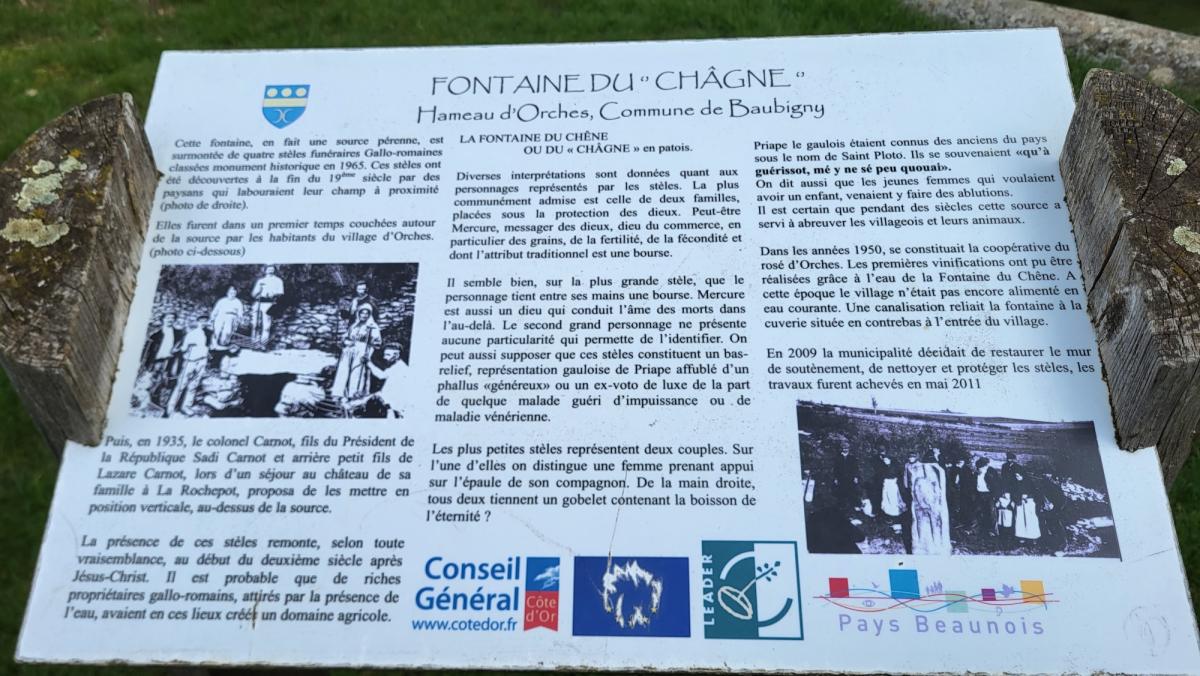 FONTAINE DU “ CHÂGNE “
Hameau d'Orches, Commune de Baubigny
Cette fontaine, en fait une source pérenne, est
surmontée de quatre stèles funéraires Gallo-romaines
classées monument historique en 1965. Ces stèles ont
été découvertes à la fin du 19ème siècle par des
paysans qui labouraient leur champ à proximité
(photo de droite).
Elles furent dans un premier temps couchées autour
de la source par les habitants du village d'Orches.
(photo ci-dessous)
Puis, en 1935, le colonel Carnot, fils du Président de
la République Sadi Carnot et arrière petit fils de
Lazare Carnot, lors d'un séjour au château de sa
famille à La Rochepot, proposa de les mettre en
position verticale, au-dessus de la source.
La présence de ces stèles remonte, selon toute
vraisemblance, au début du deuxième siècle après
Jésus-Christ. Il est probable que de riches
propriétaires gallo-romains, attirés par la présence de
l'eau, avaient en ces lieux créés un domaine agricole.
LA FONTAINE DU CHÊNE
OU DU « CHÂGNE » en patois.
Diverses interprétations sont données quant aux
personnages représentés par les stèles. La plus
communément admise est celle de deux familles,
placées sous la protection des dieux. Peut-être
Mercure, messager des dieux, dieu du commerce, en
particulier des grains, de la fertilité, de la fécondité et
dont l'attribut traditionnel est une bourse.
Il semble bien, sur la plus grande stèle, que le
personnage tient entre ses mains une bourse. Mercure
est aussi un dieu qui conduit l'âme des morts dans
l'au-delà. Le second grand personnage ne présente
aucune particularité qui permette de l'identifier. On
peut aussi supposer que ces stèles constituent un bas-
relief, représentation gauloise de Priape affublé d'un
phallus «généreux» ou un ex-voto de luxe de la part
de quelque malade guéri d'impuissance ou de
maladie vénérienne.
Les plus petites stèles représentent deux couples. Sur
l'une d'elles on distingue une femme prenant appui
sur l'épaule de son compagnon. De la main droite,
tous deux tiennent un gobelet contenant la boisson de
l'éternité ?
Priape le gaulois étaient connus des anciens du pays
sous le nom de Saint Ploto. Ils se souvenaient «qu'à
guérissot, mé y ne sé peu quouab».
On dit aussi que les jeunes femmes qui voulaient
avoir un enfant, venaient y faire des ablutions.
Il est certain que pendant des siècles cette source a
servi à abreuver les villageois et leurs animaux.
Dans les années 1950, se constituait la coopérative du
rosé d'Orches. Les premières vinifications ont pu être
réalisées grâce à l'eau de la Fontaine du Chêne. A
cette époque le village n'était pas encore alimenté en
eau courante. Une canalisation reliait la fontaine à la
cuverie située en contrebas à l'entrée du village.
En 2009 la municipalité décidait de restaurer le mur
de soutènement, de nettoyer et protéger les stèles, les
travaux furent achevés en mai 2011
Conseil
Général
Côte
d'Or
www.cotedor.fr
LEADER
Pays Beaunois